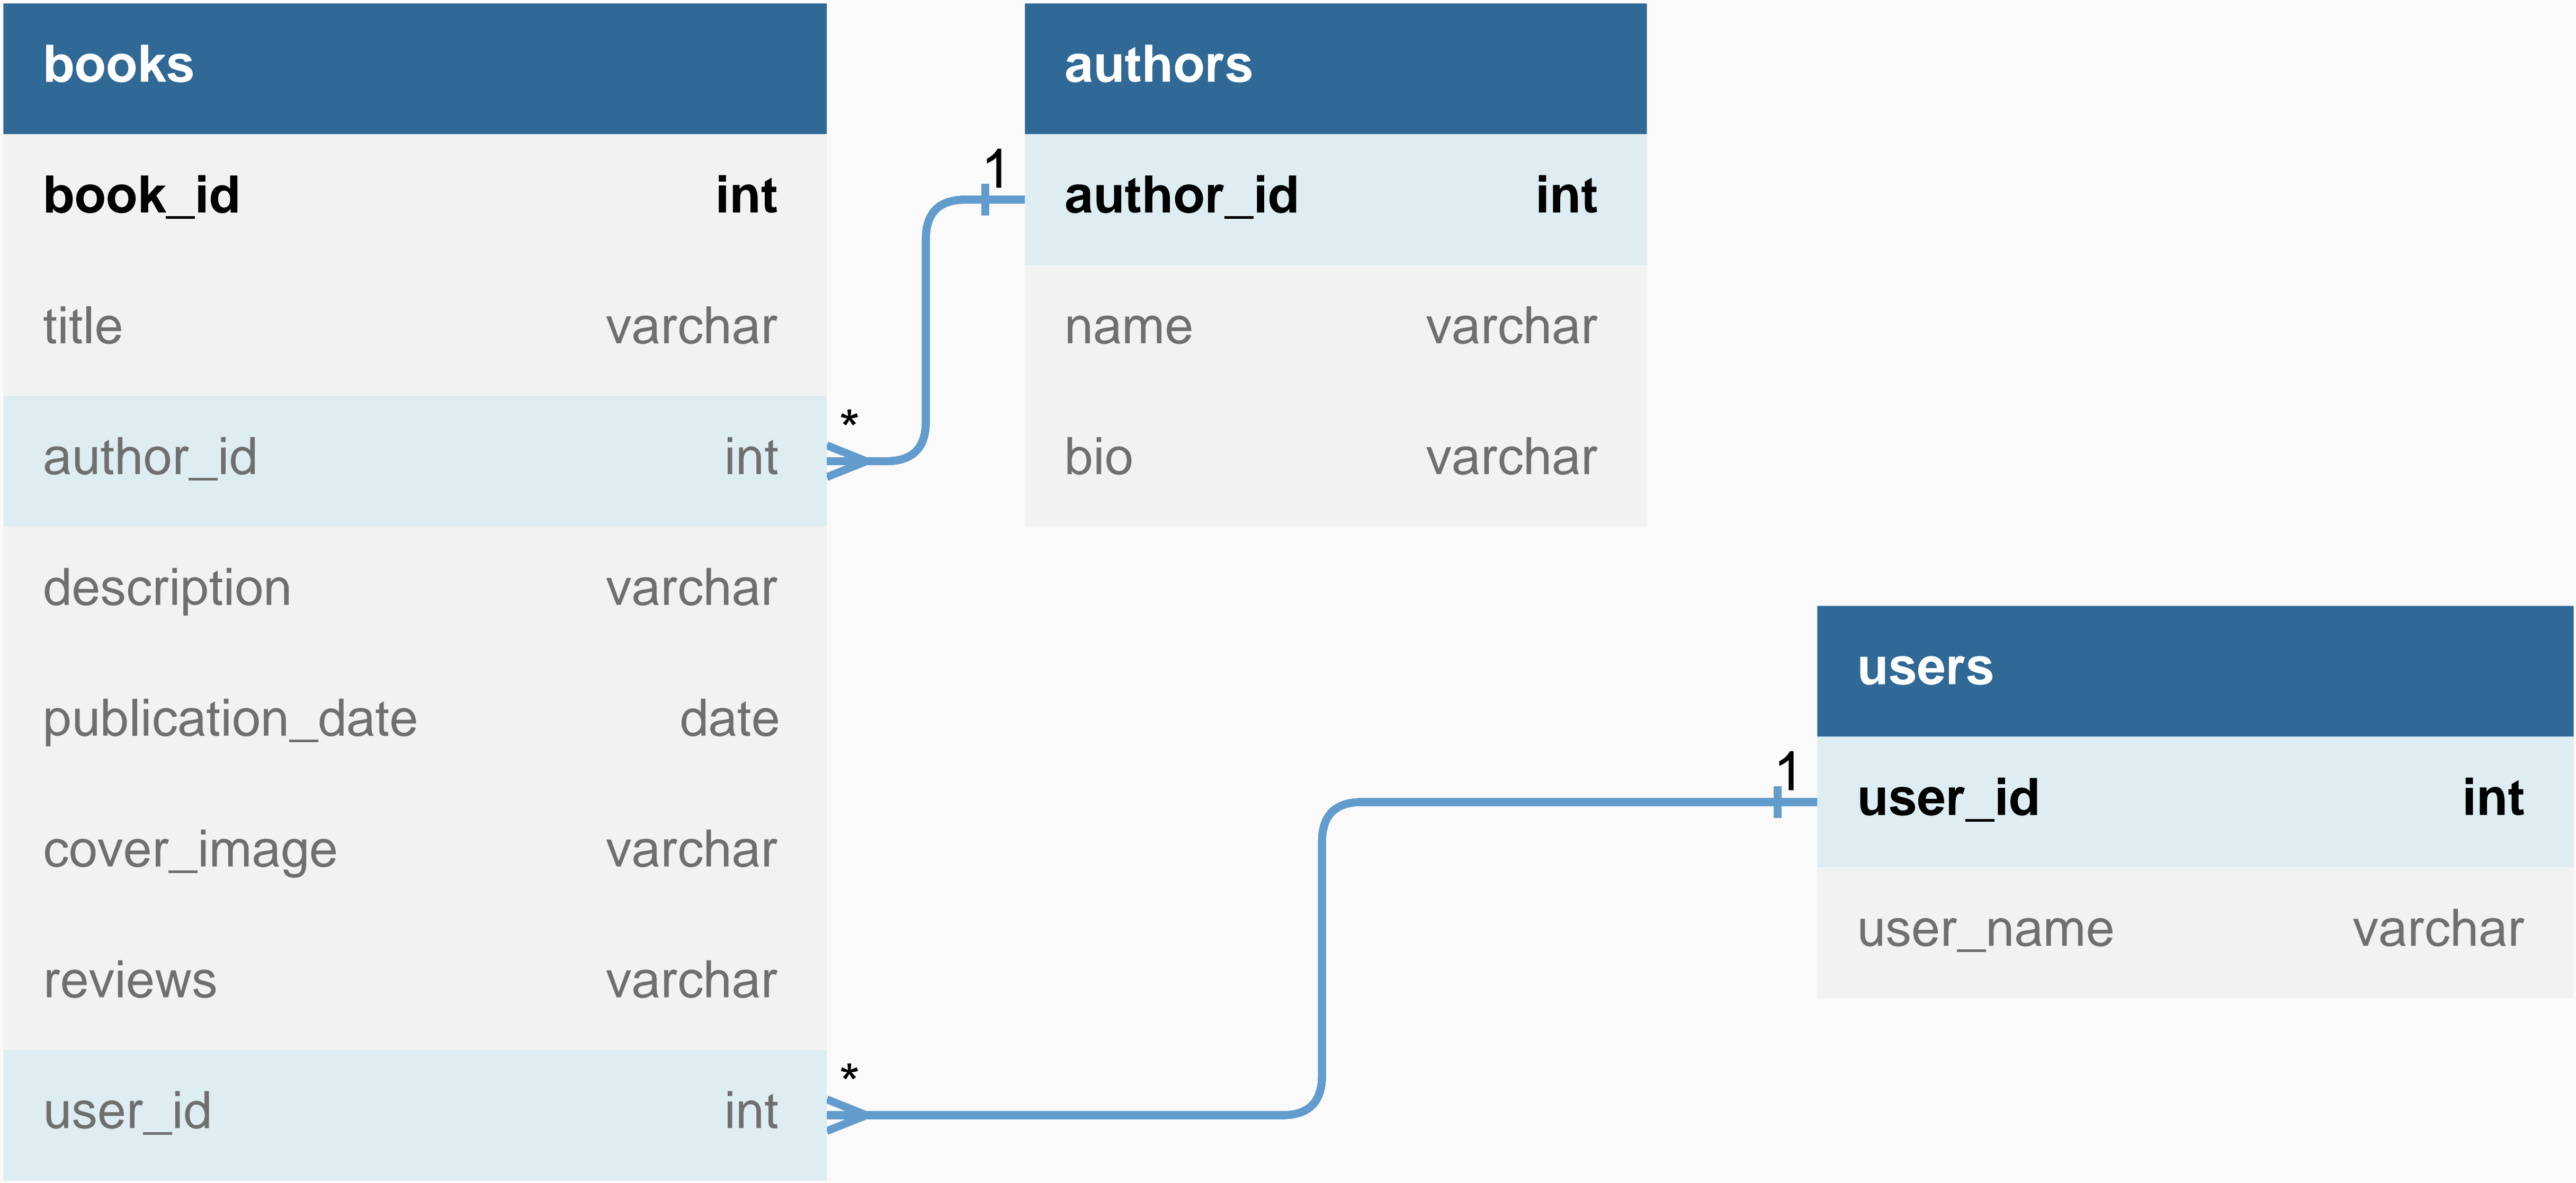 books
book_id int
title varchar
author_id int
description varchar
publication_date date
cover_image varchar
reviews varchar
user_id int
*
*
1
authors
author_id int
name varchar
bio varchar
1
users
user_id int
user_name varchar